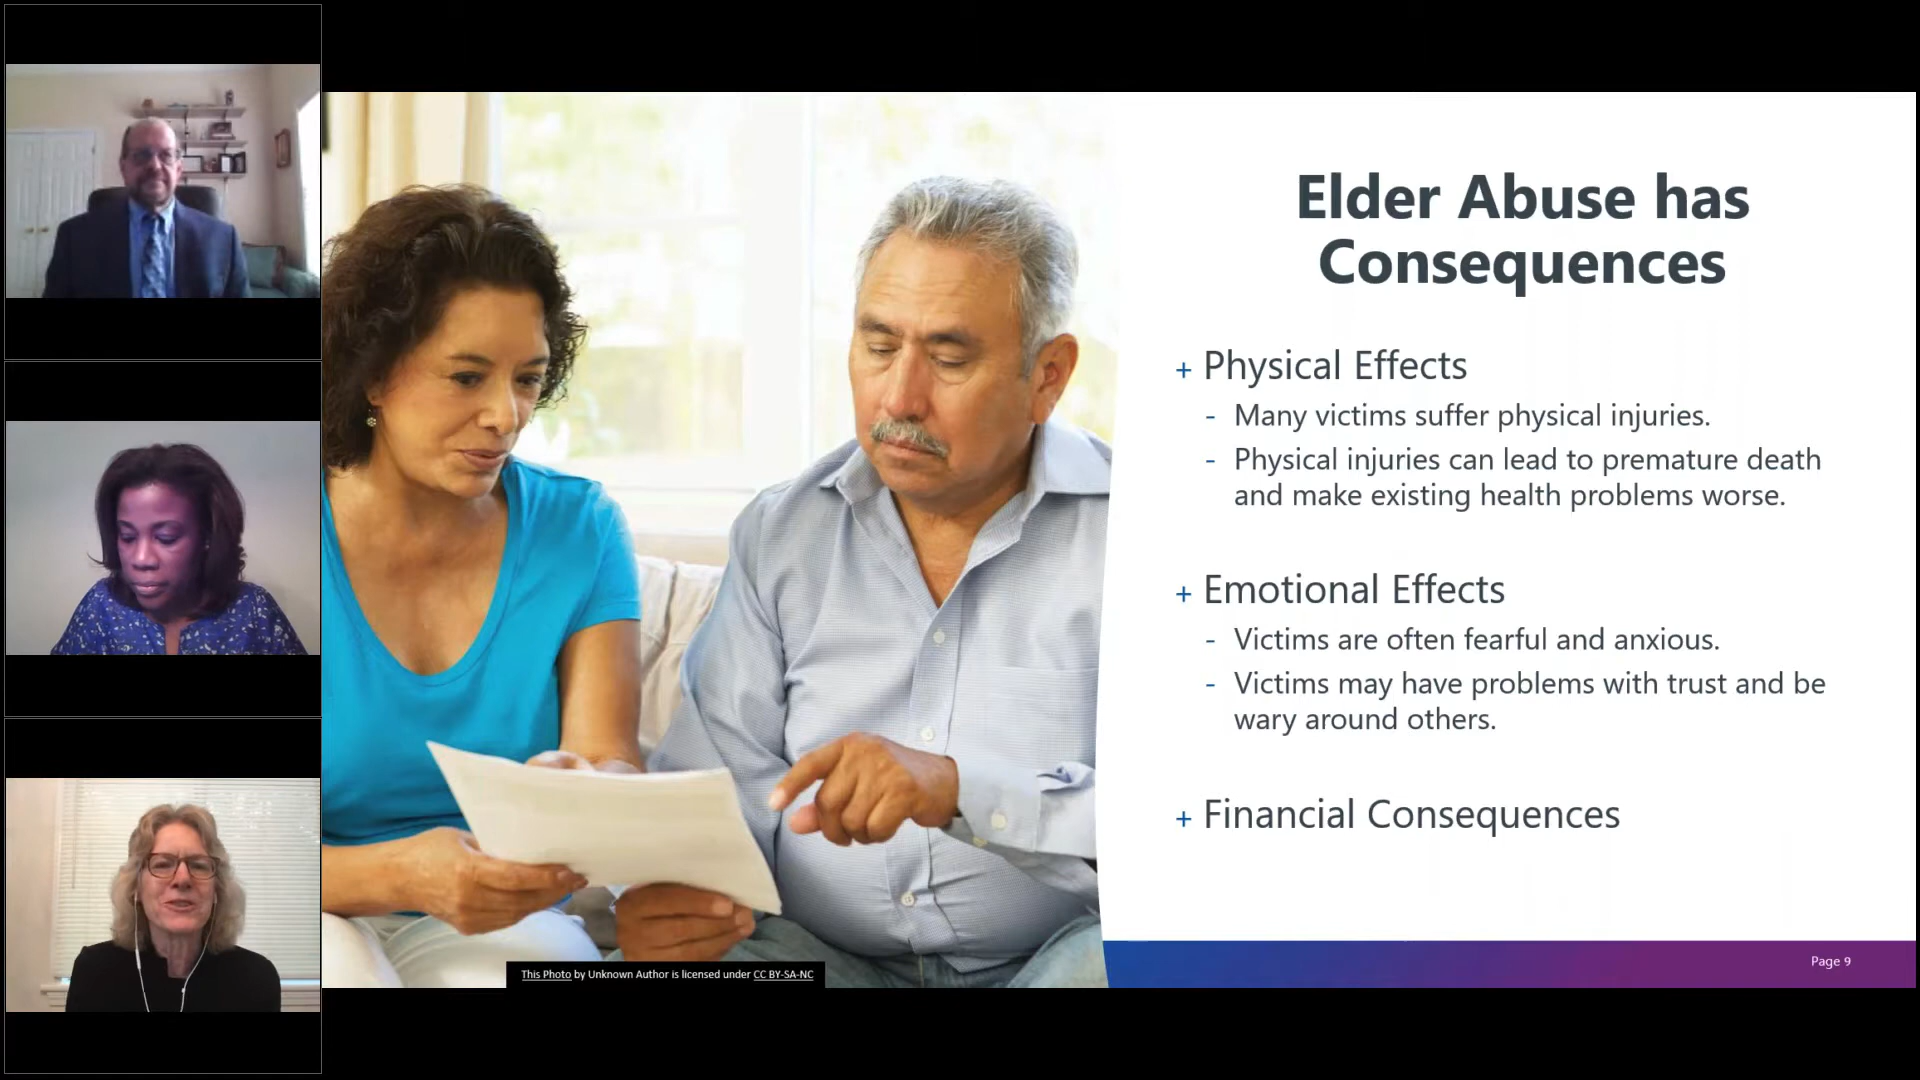 Elder Abuse has
Consequences
+ Physical Effects
- Many victims suffer physical injuries.
- Physical injuries can lead to premature death
and make existing health problems worse.
+ Emotional Effects
- Victims are often fearful and anxious.
- Victims may have problems with trust and be
wary around others.
+ Financial Consequences
This Photo by Unknown Author is licensed under CC BY-SA-NC
Page 9